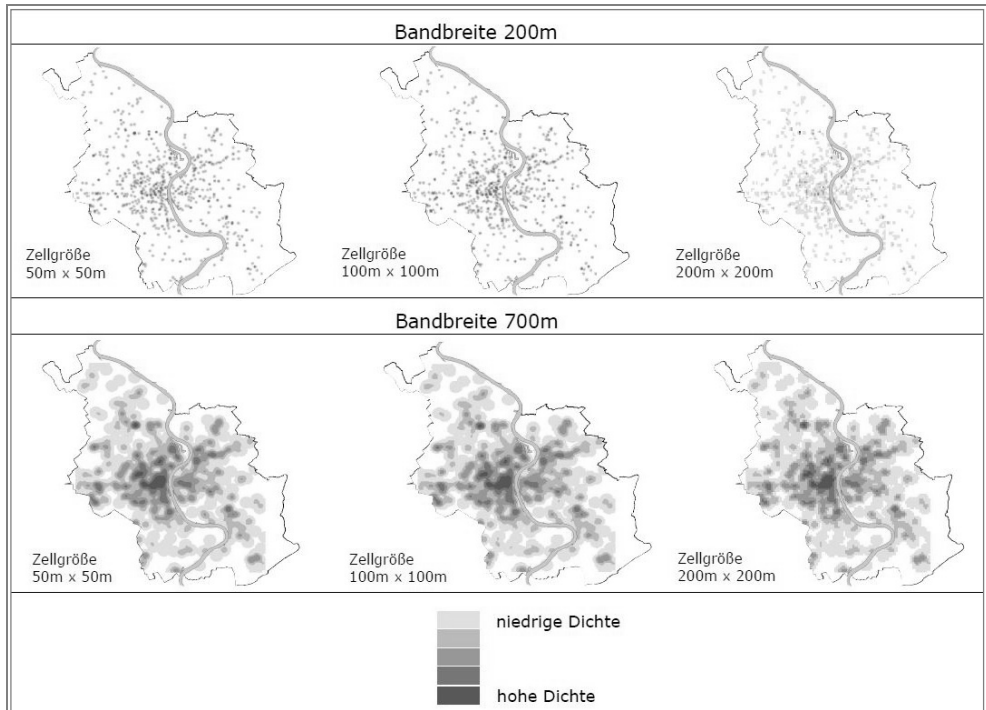 Bandbreite 200m
Zellgröße
50m x 50m
Zellgröße
100m x 100m
Zellgröße
200m x 200m
Bandbreite 700m
Zellgröße
50m x 50m
Zellgröße
100m x 100m
Zellgröße
200m x 200m
niedrige Dichte
hohe Dichte